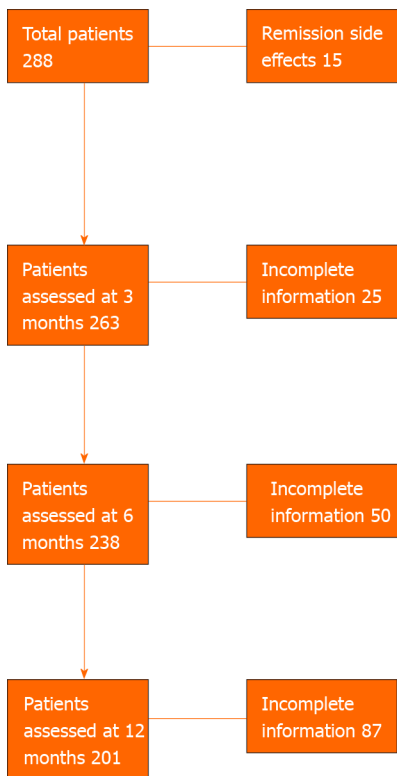 Total patients
288
Remission side
effects 15
Patients
assessed at 3
months 263
Incomplete
information 25
Patients
assessed at 6
months 238
Incomplete
information 50
Patients
assessed at 12
months 201
Incomplete
information 87